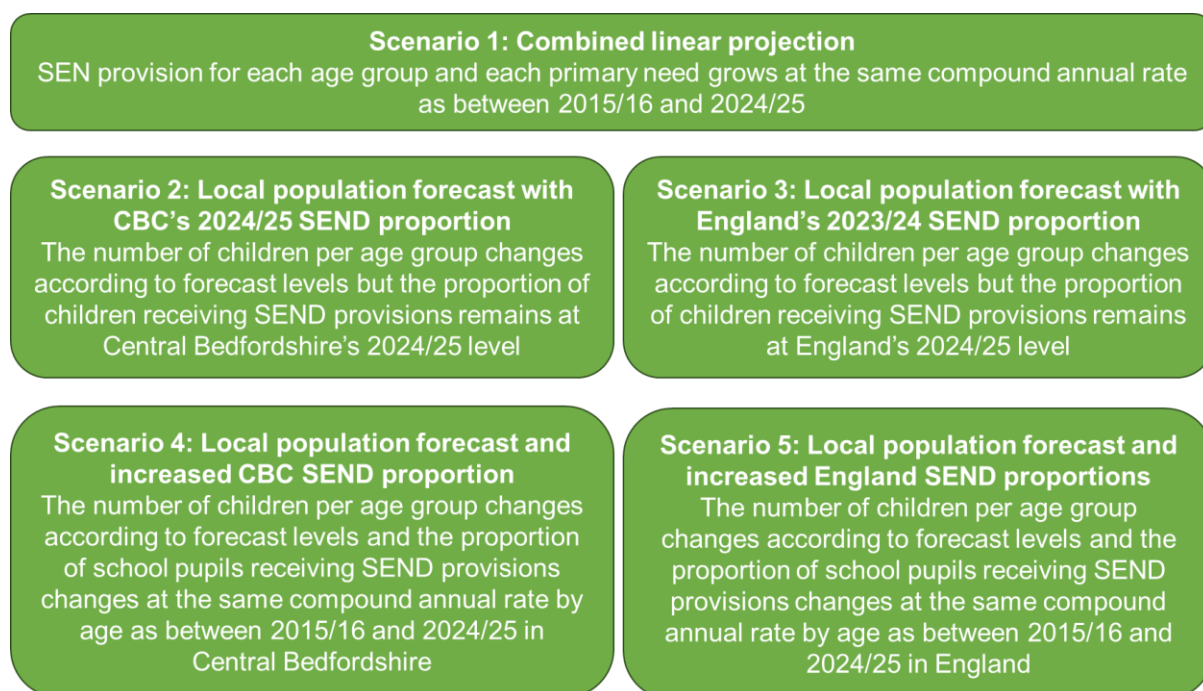 Scenario 1: Combined linear projection
SEN provision for each age group and each primary need grows at the same compound annual rate
as between 2015/16 and 2024/25
Scenario 2: Local population forecast with
CBC's 2024/25 SEND proportion
The number of children per age group changes
according to forecast levels but the proportion of
children receiving SEND provisions remains at
Central Bedfordshire's 2024/25 level
Scenario 3: Local population forecast with
England's 2023/24 SEND proportion
The number of children per age group changes
according to forecast levels but the proportion
of children receiving SEND provisions remains
at England's 2024/25 level
Scenario 4: Local population forecast and
increased CBC SEND proportion
The number of children per age group changes
according to forecast levels and the proportion
of school pupils receiving SEND provisions
changes at the same compound annual rate by
age as between 2015/16 and 2024/25 in
Central Bedfordshire
Scenario 5: Local population forecast and
increased England SEND proportions
The number of children per age group
changes according to forecast levels and the
proportion of school pupils receiving SEND
provisions changes at the same compound
annual rate by age as between 2015/16 and
2024/25 in England